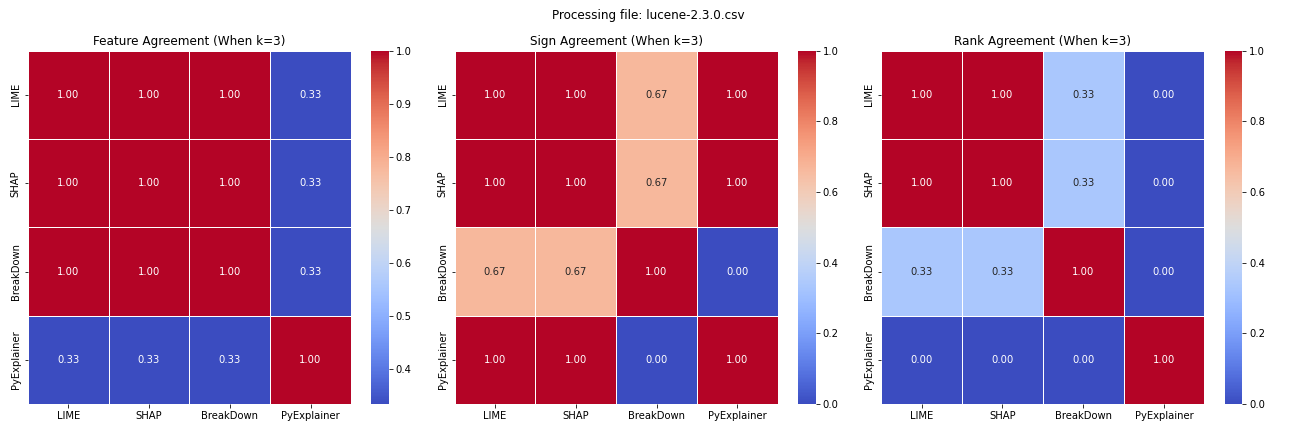 Processing file: lucene-2.3.0.csv
Feature Agreement (When k=3)
LIME
SHAP
BreakDown
PyExplainer
1.00 1.00 1.00 0.33
1.00 1.00 1.00 0.33
1.00 1.00 1.00 0.33
0.33 0.33 0.33 1.00
LIME SHAP BreakDown PyExplainer
1.0
0.9
0.8
0.7
0.6
0.5
0.4
Sign Agreement (When k=3)
LIME
SHAP
BreakDown
PyExplainer
1.00 1.00 0.67 1.00
1.00 1.00 0.67 1.00
0.67 0.67 1.00 0.00
1.00 1.00 0.00 1.00
LIME SHAP BreakDown PyExplainer
1.0
0.8
0.6
0.4
0.2
0.0
Rank Agreement (When k=3)
LIME
SHAP
BreakDown
PyExplainer
1.00 1.00 0.33 0.00
1.00 1.00 0.33 0.00
0.33 0.33 1.00 0.00
0.00 0.00 0.00 1.00
LIME SHAP BreakDown PyExplainer
1.0
0.8
0.6
0.4
0.2
0.0